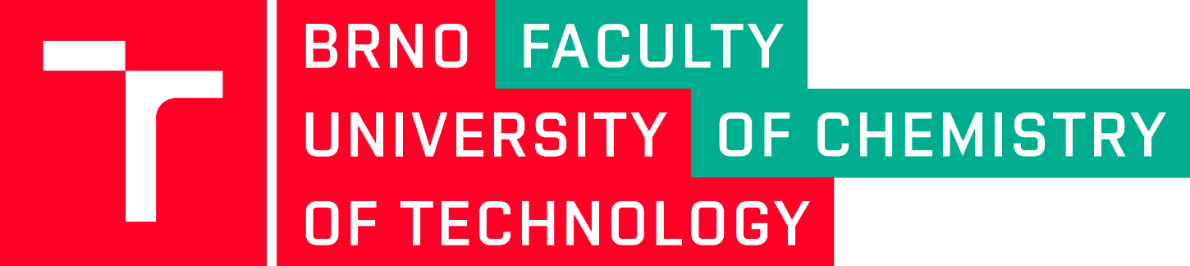 BRNO FACULTY
UNIVERSITY OF CHEMISTRY
OF TECHNOLOGY